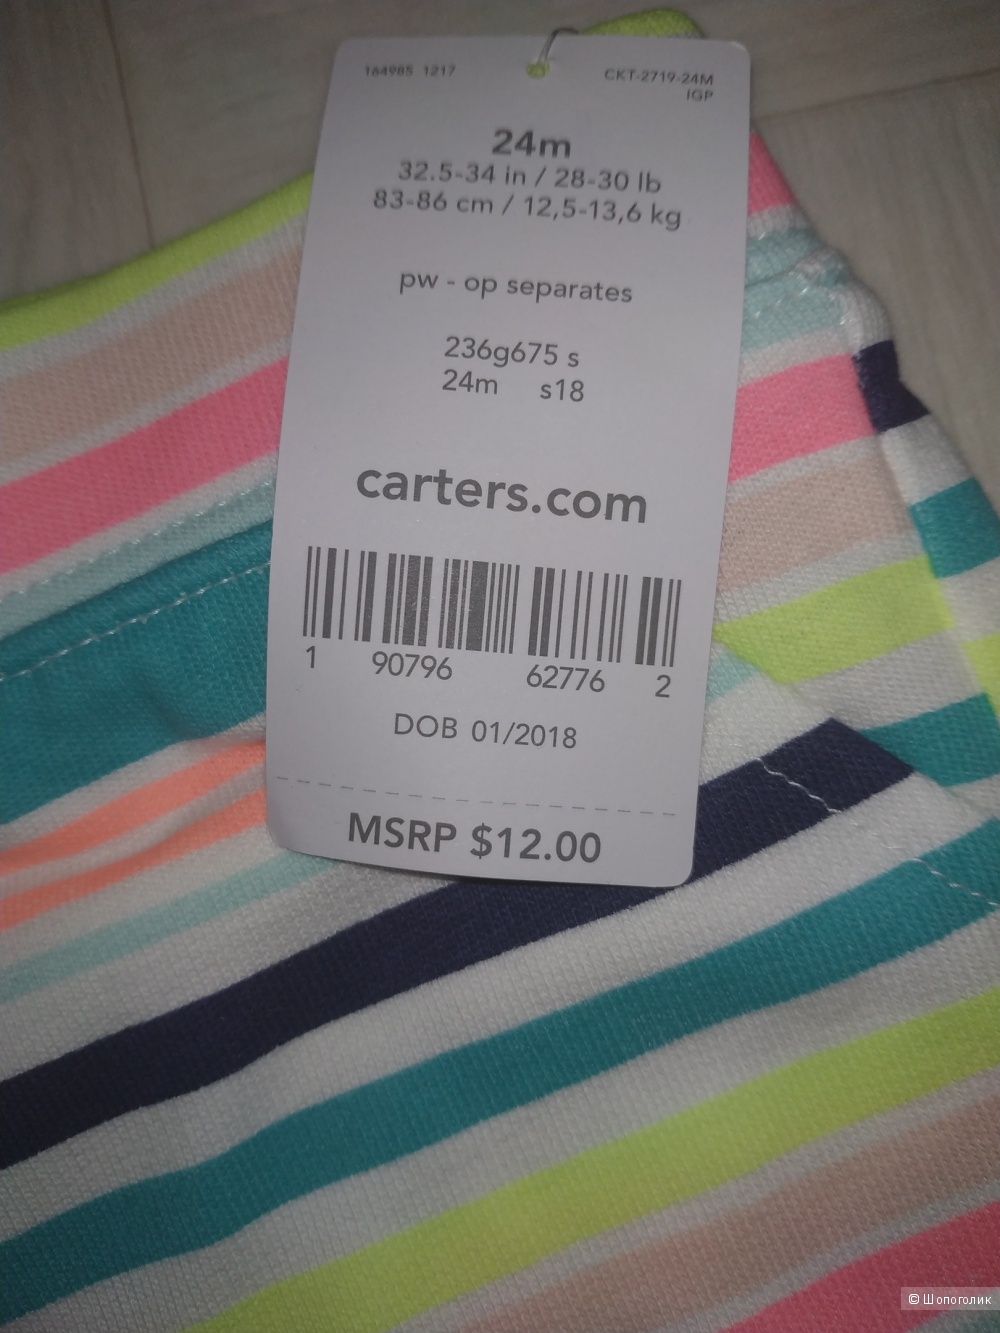 164985 1217
CKT-2719-24M
IGP
24m
32.5-34 in / 28-30 lb
83-86 cm / 12,5-13,6 kg
pw - op separates
236g675 s
24m s18
carters.com
1 90796 62776 2
DOB 01/2018
MSRP $12.00
© Шопоголик